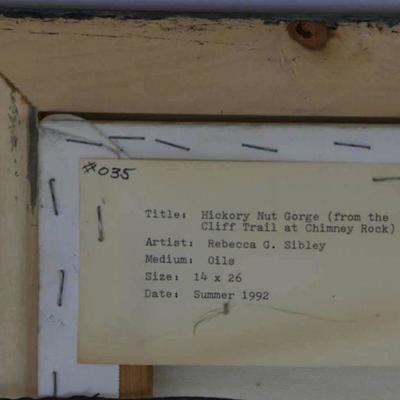 #035
Title: Hickory Nut Gorge (from the
Cliff Trail at Chimney Rock)
Artist: Rebecca G. Sibley
Medium: Oils
Size: 14 x 26
Date: Summer 1992